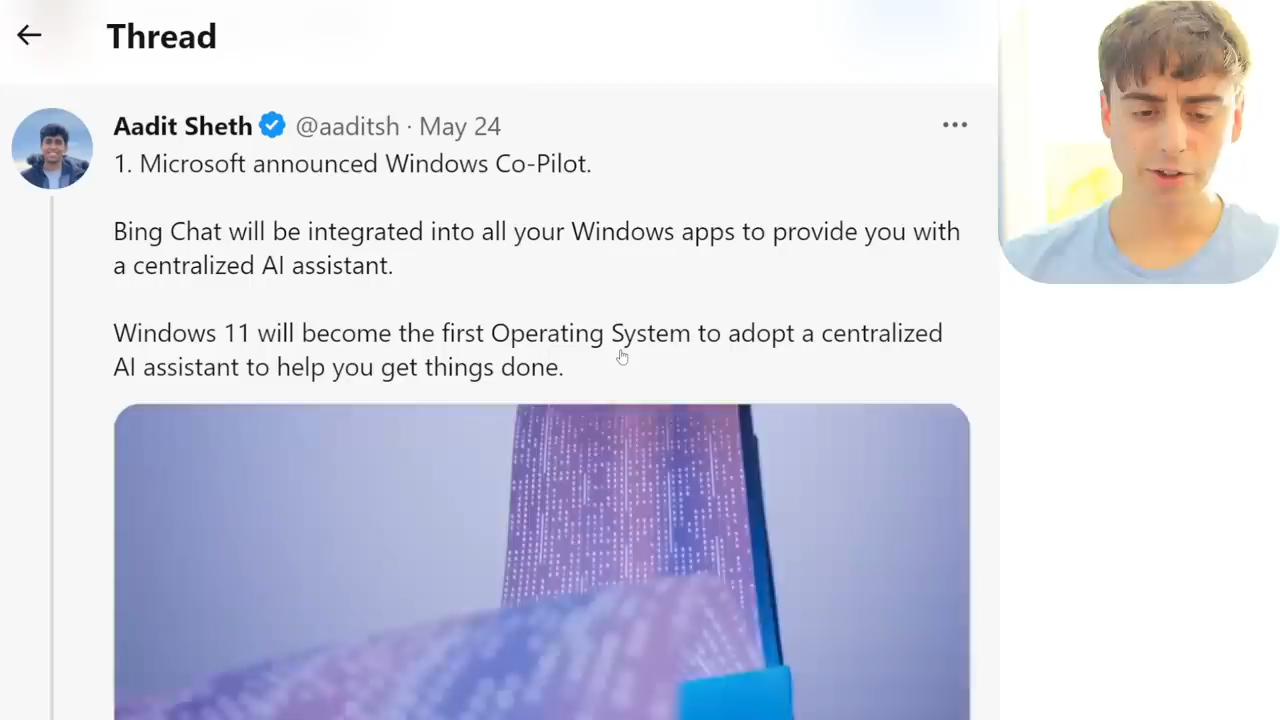 Thread
Aadit Sheth @aaditsh · May 24
1. Microsoft announced Windows Co-Pilot.
Bing Chat will be integrated into all your Windows apps to provide you with
a centralized AI assistant.
Windows 11 will become the first Operating System to adopt a centralized
AI assistant to help you get things done.